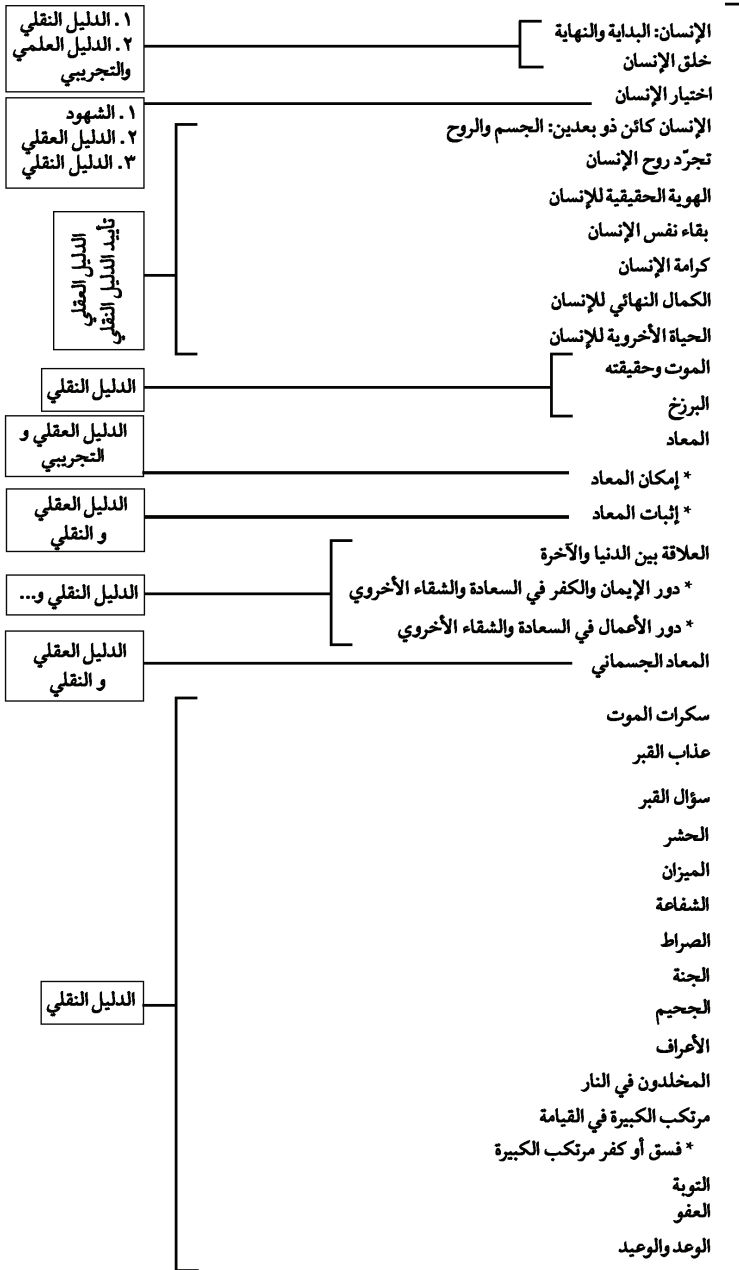 الإنسان: البداية والنهاية
خلق الإنسان
١. الدليل النقلي
٢. الدليل العلمي
والتجريبي
اختيار الإنسان
١. الشهود
٢. الدليل العقلي
٣. الدليل النقلي
الإنسان كائن ذو بعدين: الجسم والروح
تجرّد روح الإنسان
الهوية الحقيقية للإنسان
بقاء نفس الإنسان
كرامة الإنسان
الكمال النهائي للإنسان
الحياة الأخروية للإنسان
الدليل العقلي
تأييد الدليل النقلي
الموت وحقيقته
البرزخ
الدليل النقلي
المعاد
* إمكان المعاد
الدليل العقلي و
التجريبي
* إثبات المعاد
الدليل العقلي
و النقلي
العلاقة بين الدنيا والآخرة
* دور الإيمان والكفر في السعادة والشقاء الأخروي
* دور الأعمال في السعادة والشقاء الأخروي
الدليل النقلي و...
المعاد الجسماني
الدليل العقلي
و النقلي
سكرات الموت
عذاب القبر
سؤال القبر
الحشر
الميزان
الشفاعة
الصراط
الجنة
الجحيم
الأعراف
المخلدون في النار
مرتكب الكبيرة في القيامة
* فسق أو كفر مرتكب الكبيرة
التوبة
العفو
الوعد والوعيد
الدليل النقلي